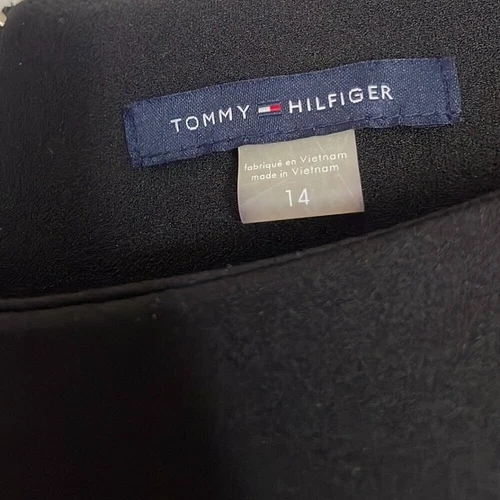 TOMMY HILFIGER
fabriqué en Vietnam
made in Vietnam
14